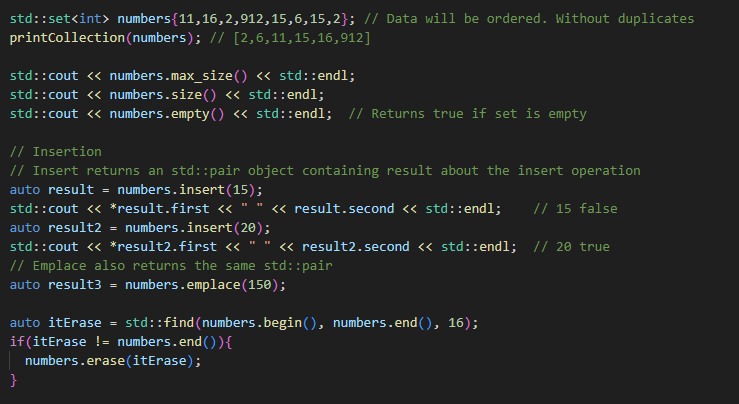 std::set<int> numbers{11,16,2,912,15,6,15,2}; // Data will be ordered. Without duplicates
printCollection(numbers); // [2,6,11,15,16,912]
std::cout << numbers.max_size() << std::endl;
std::cout << numbers.size() << std::endl;
std::cout << numbers.empty() << std::endl;  // Returns true if set is empty
// Insertion
// Insert returns an std::pair object containing result about the insert operation
auto result = numbers.insert(15);
std::cout << *result.first << " " << result.second << std::endl;    // 15 false
auto result2 = numbers.insert(20);
std::cout << *result2.first << " " << result2.second << std::endl;  // 20 true
// Emplace also returns the same std::pair
auto result3 = numbers.emplace(150);
auto itErase = std::find(numbers.begin(), numbers.end(), 16);
if(itErase != numbers.end()){
  numbers.erase(itErase);
}